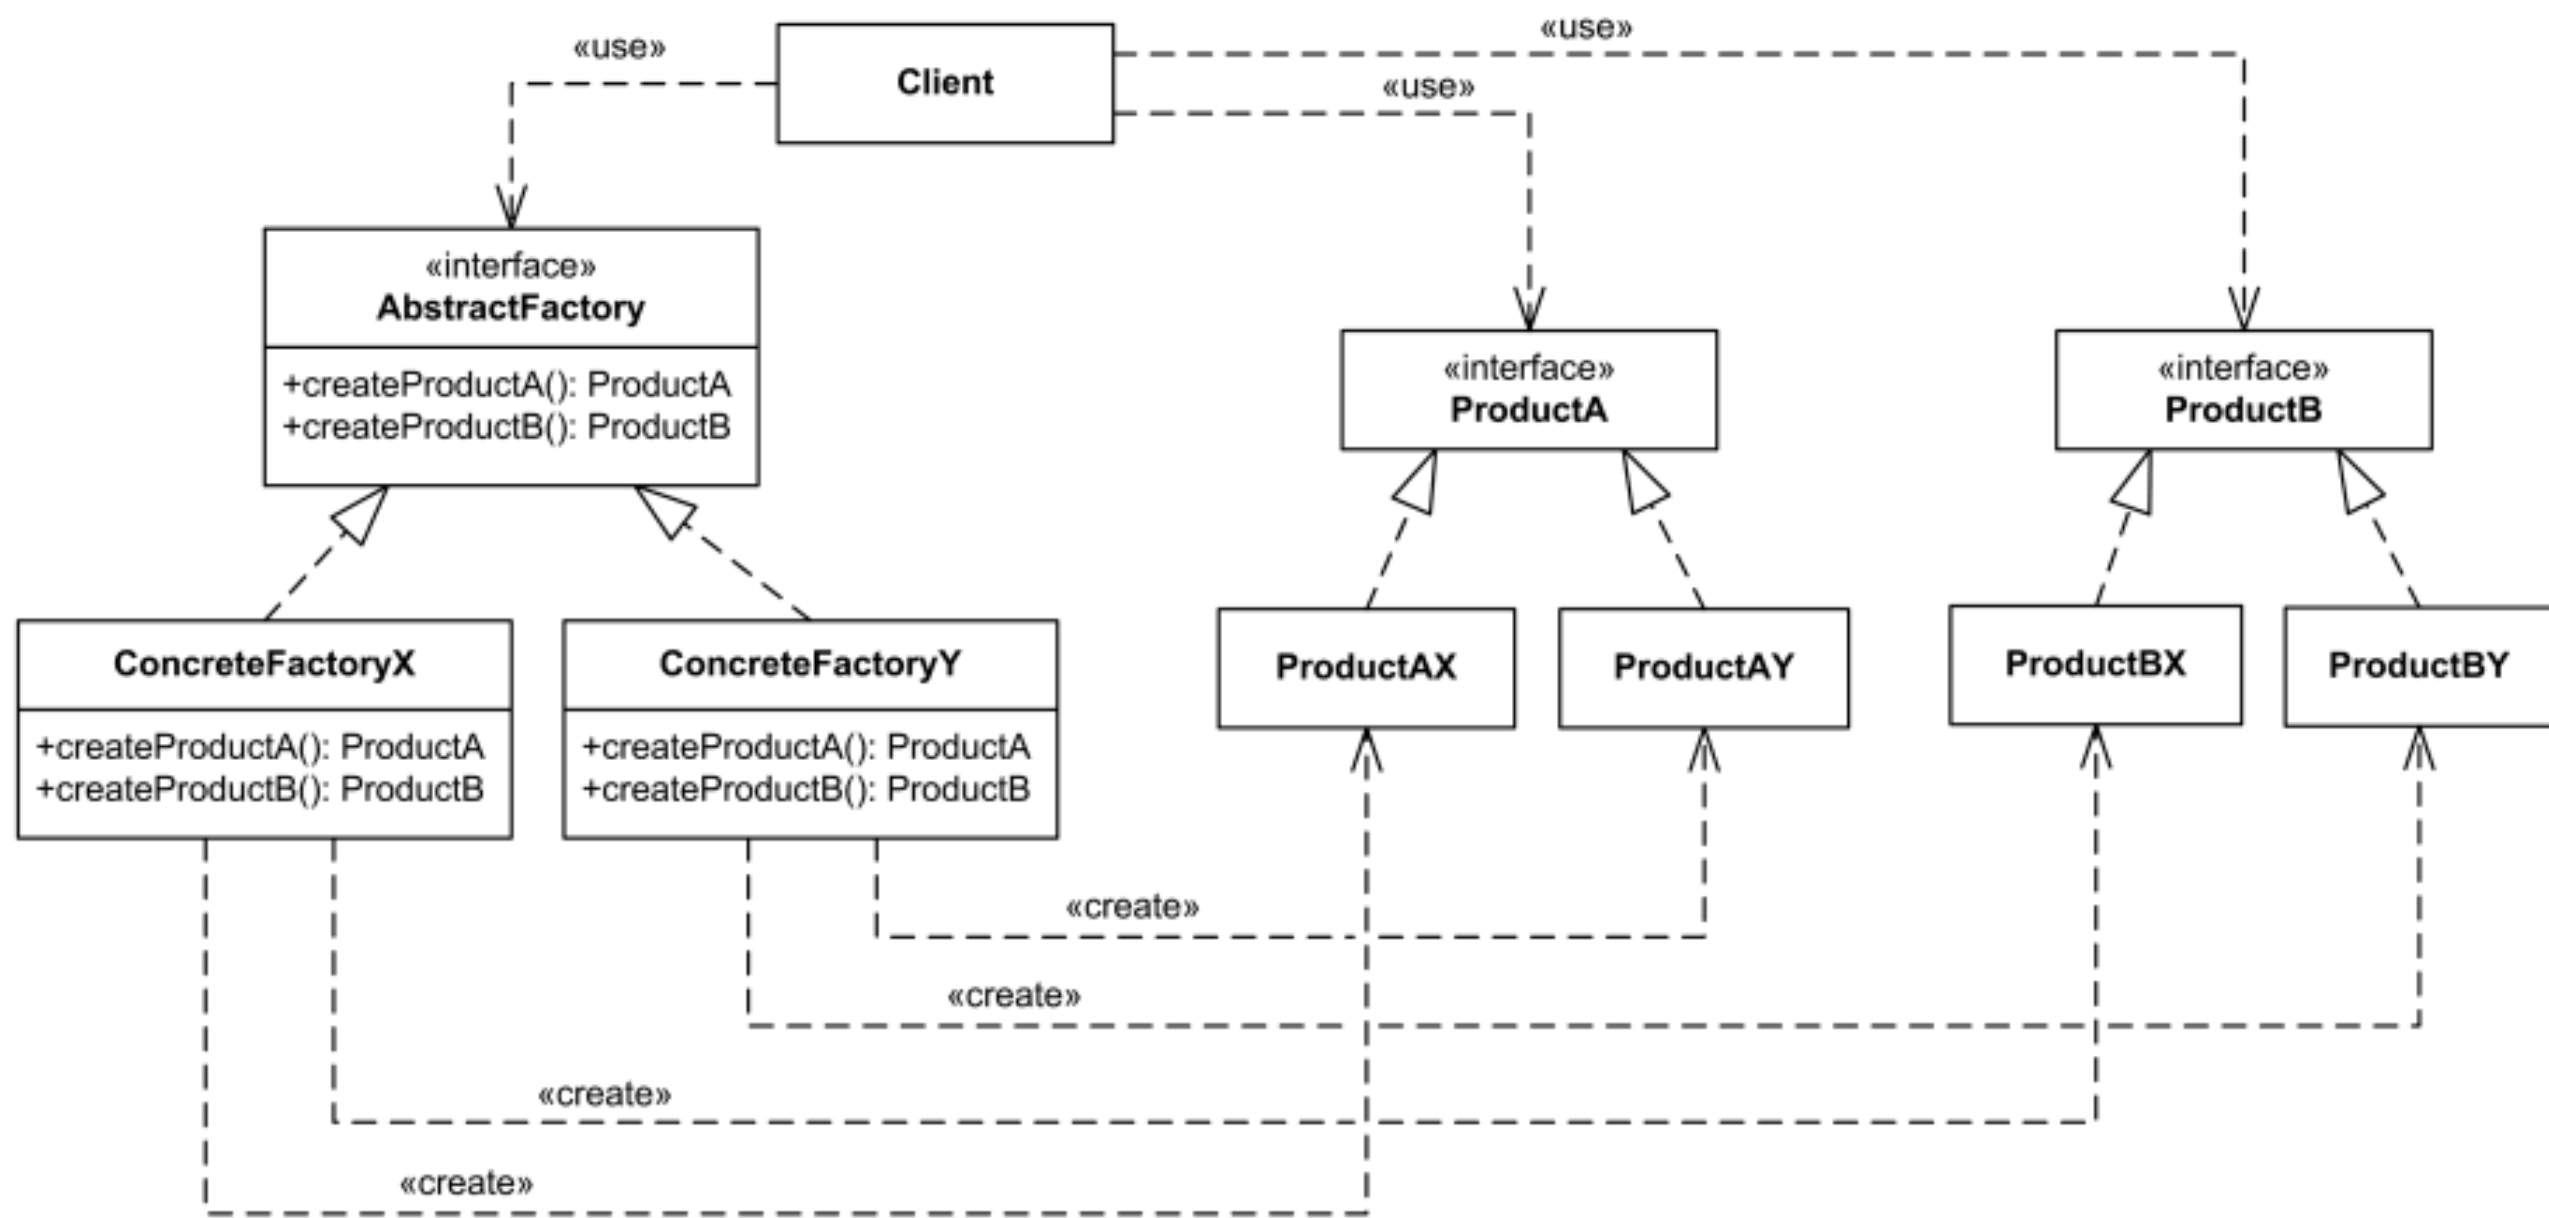 «use»
Client
«use»
«use»
«interface»
AbstractFactory
+createProductA(): ProductA
+createProductB(): ProductB
«interface»
ProductA
«interface»
ProductB
ConcreteFactoryX
+createProductA(): ProductA
+createProductB(): ProductB
ConcreteFactoryY
+createProductA(): ProductA
+createProductB(): ProductB
ProductAX
ProductAY
ProductBX
ProductBY
«create»
«create»
«create»
«create»